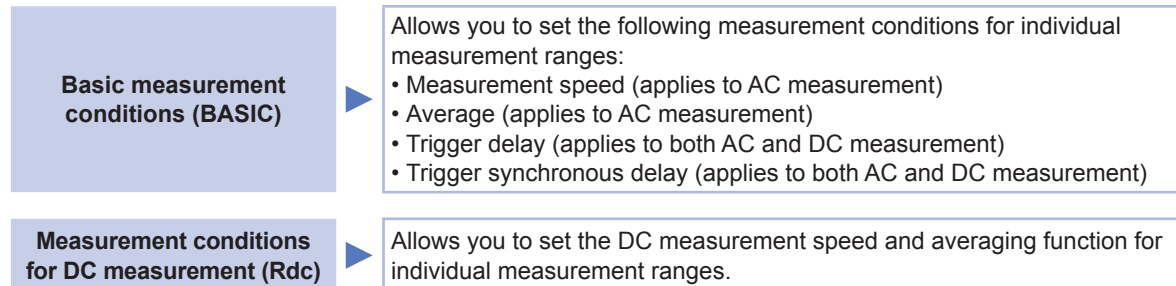 Basic measurement
conditions (BASIC)
Allows you to set the following measurement conditions for individual
measurement ranges:
• Measurement speed (applies to AC measurement)
• Average (applies to AC measurement)
• Trigger delay (applies to both AC and DC measurement)
• Trigger synchronous delay (applies to both AC and DC measurement)
Measurement conditions
for DC measurement (Rdc)
Allows you to set the DC measurement speed and averaging function for
individual measurement ranges.